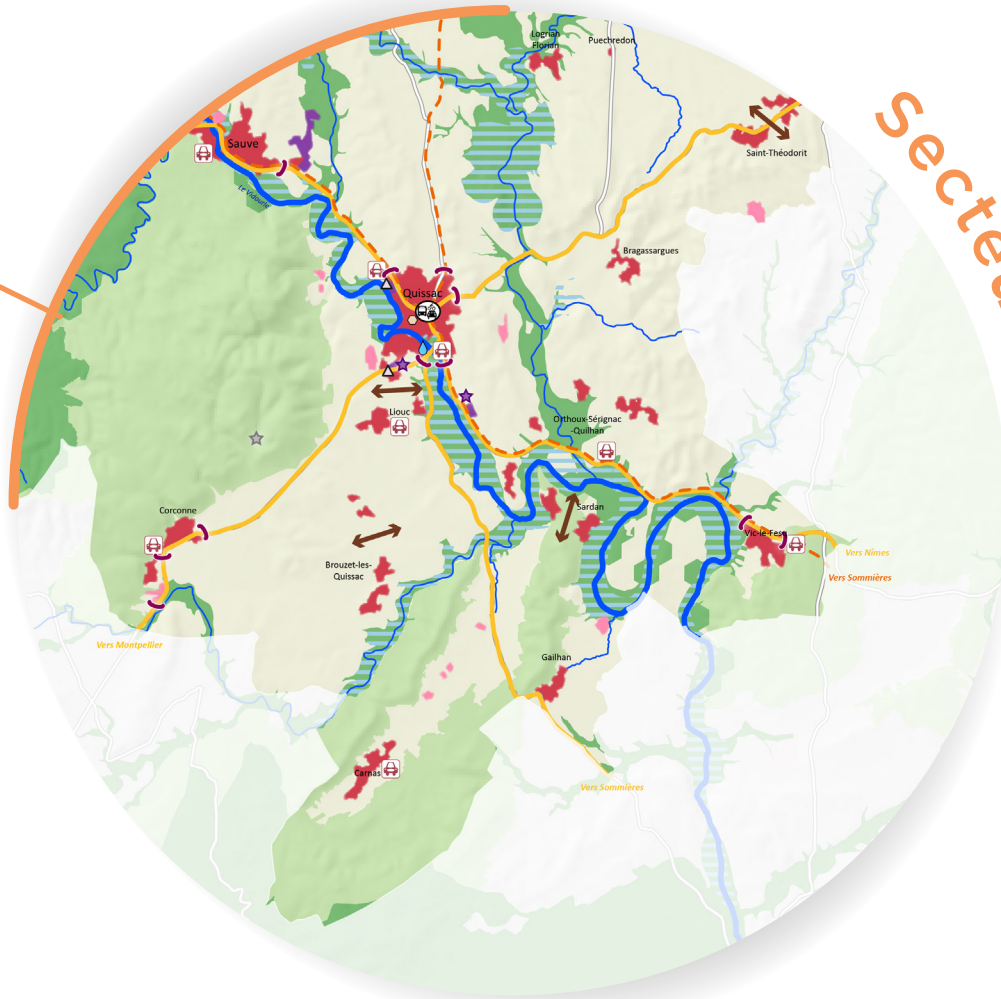 Logrian
Florian
Puechredon
Secte
Sauve
Saint-Théodorit
Le Vidourle
Bragassargues
Quissac
Liouc
Orthoux-Sérignac
-Quilhan
Corconne
Sardan
Vic-le-Fesq
Vers Nîmes
Brouzet-les-
Quissac
Vers Sommières
Vers Montpellier
Gailhan
Carnas
Vers Sommières